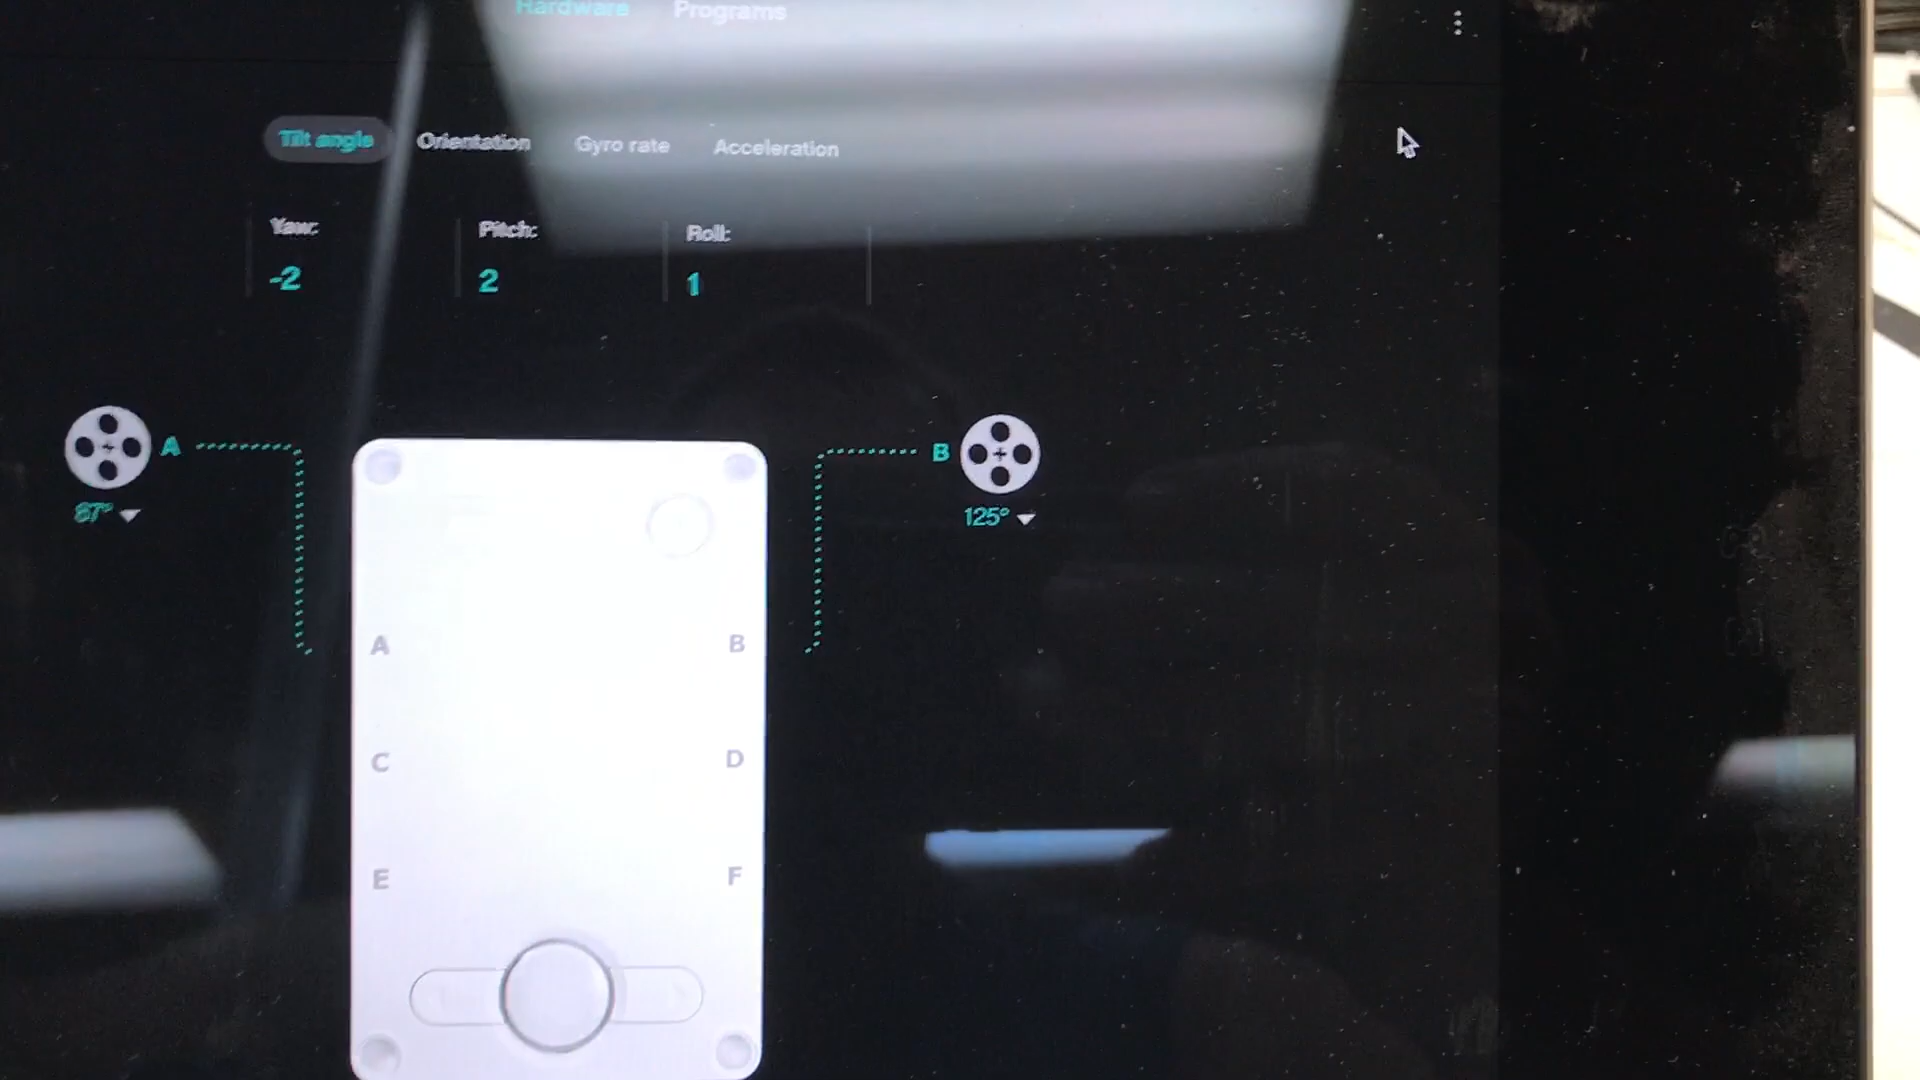 Hardware Programs
Tilt angle Orientation Gyro rate Acceleration
Yaw: Pitch: Roll:
-2 2 1
A B
87° 125°
A B
C D
E F